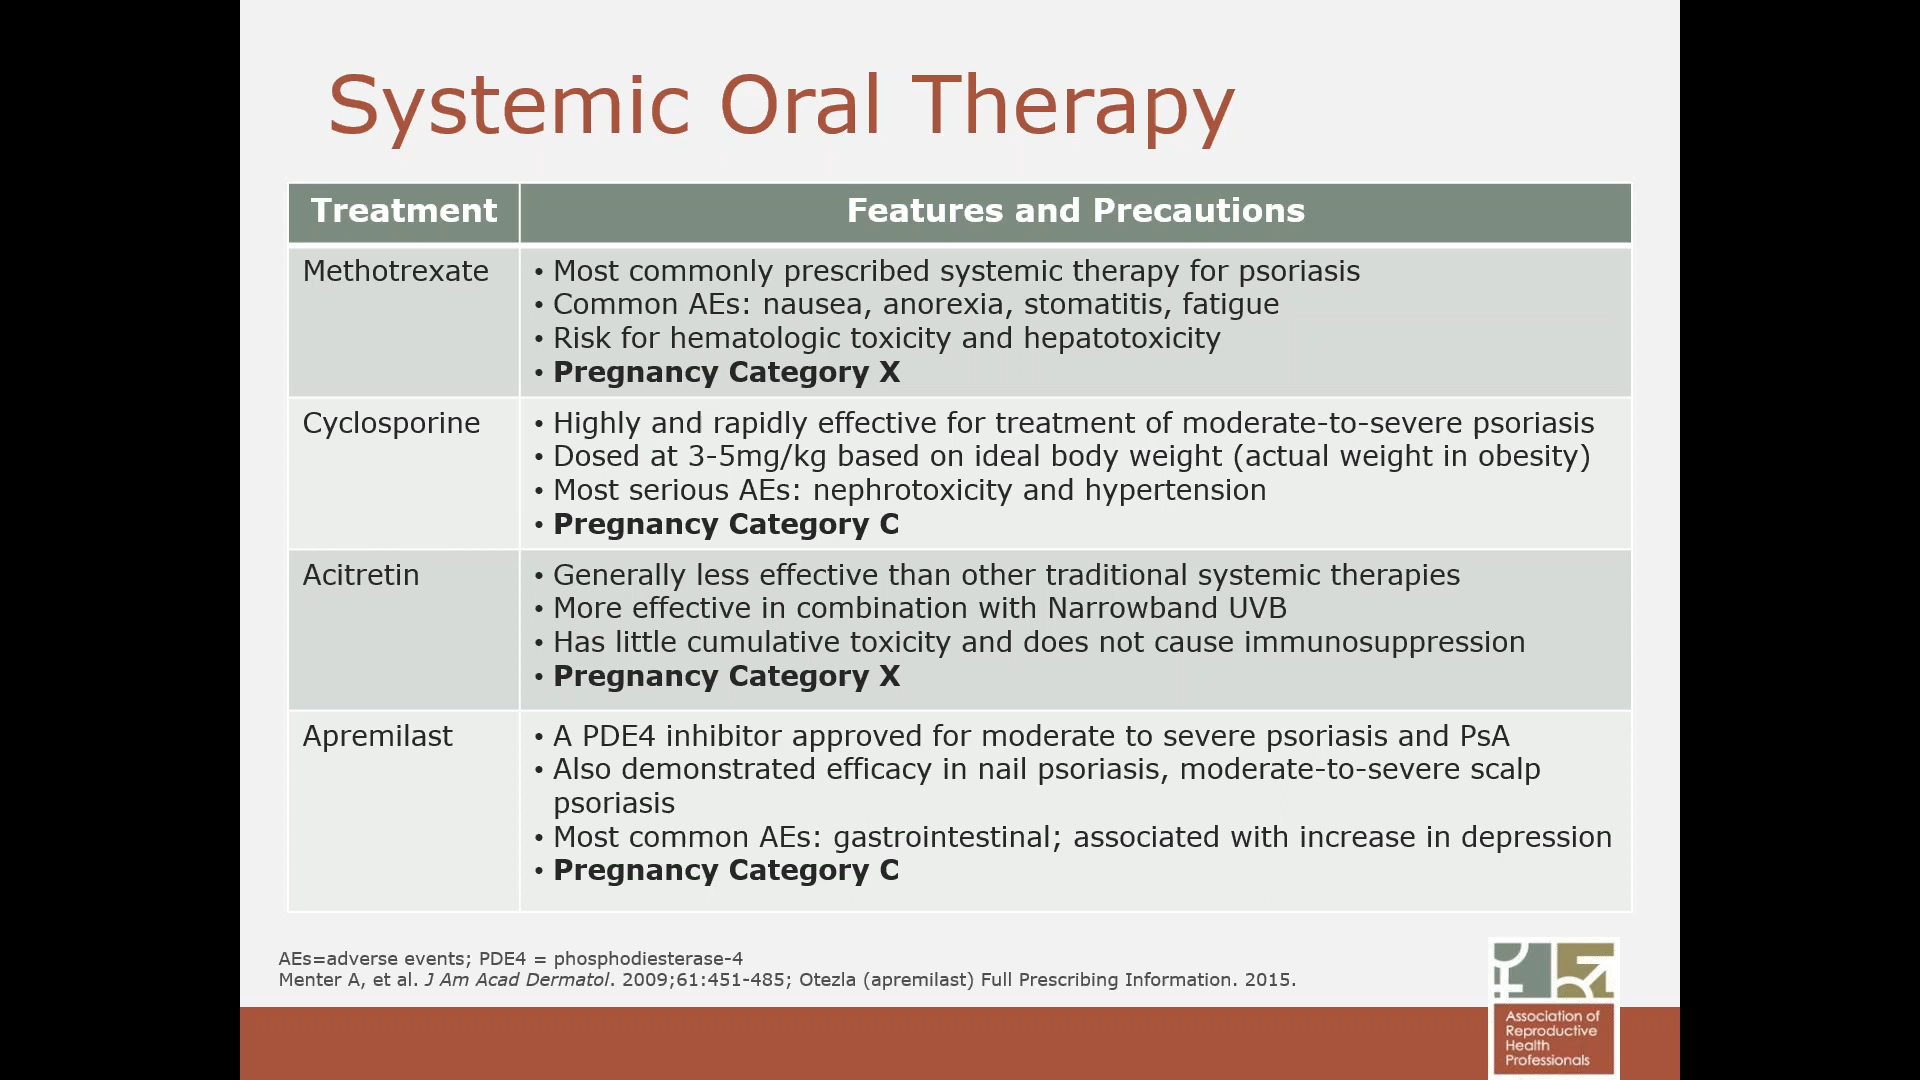 Systemic Oral Therapy
Treatment
Features and Precautions
Methotrexate
• Most commonly prescribed systemic therapy for psoriasis
• Common AEs: nausea, anorexia, stomatitis, fatigue
• Risk for hematologic toxicity and hepatotoxicity
• Pregnancy Category X
Cyclosporine
• Highly and rapidly effective for treatment of moderate-to-severe psoriasis
• Dosed at 3-5mg/kg based on ideal body weight (actual weight in obesity)
• Most serious AEs: nephrotoxicity and hypertension
• Pregnancy Category C
Acitretin
• Generally less effective than other traditional systemic therapies
• More effective in combination with Narrowband UVB
• Has little cumulative toxicity and does not cause immunosuppression
• Pregnancy Category X
Apremilast
• A PDE4 inhibitor approved for moderate to severe psoriasis and PsA
• Also demonstrated efficacy in nail psoriasis, moderate-to-severe scalp
psoriasis
• Most common AEs: gastrointestinal; associated with increase in depression
• Pregnancy Category C
AEs=adverse events; PDE4 = phosphodiesterase-4
Menter A, et al. J Am Acad Dermatol. 2009;61:451-485; Otezla (apremilast) Full Prescribing Information. 2015.
Association of
Reproductive
Health
Professionals